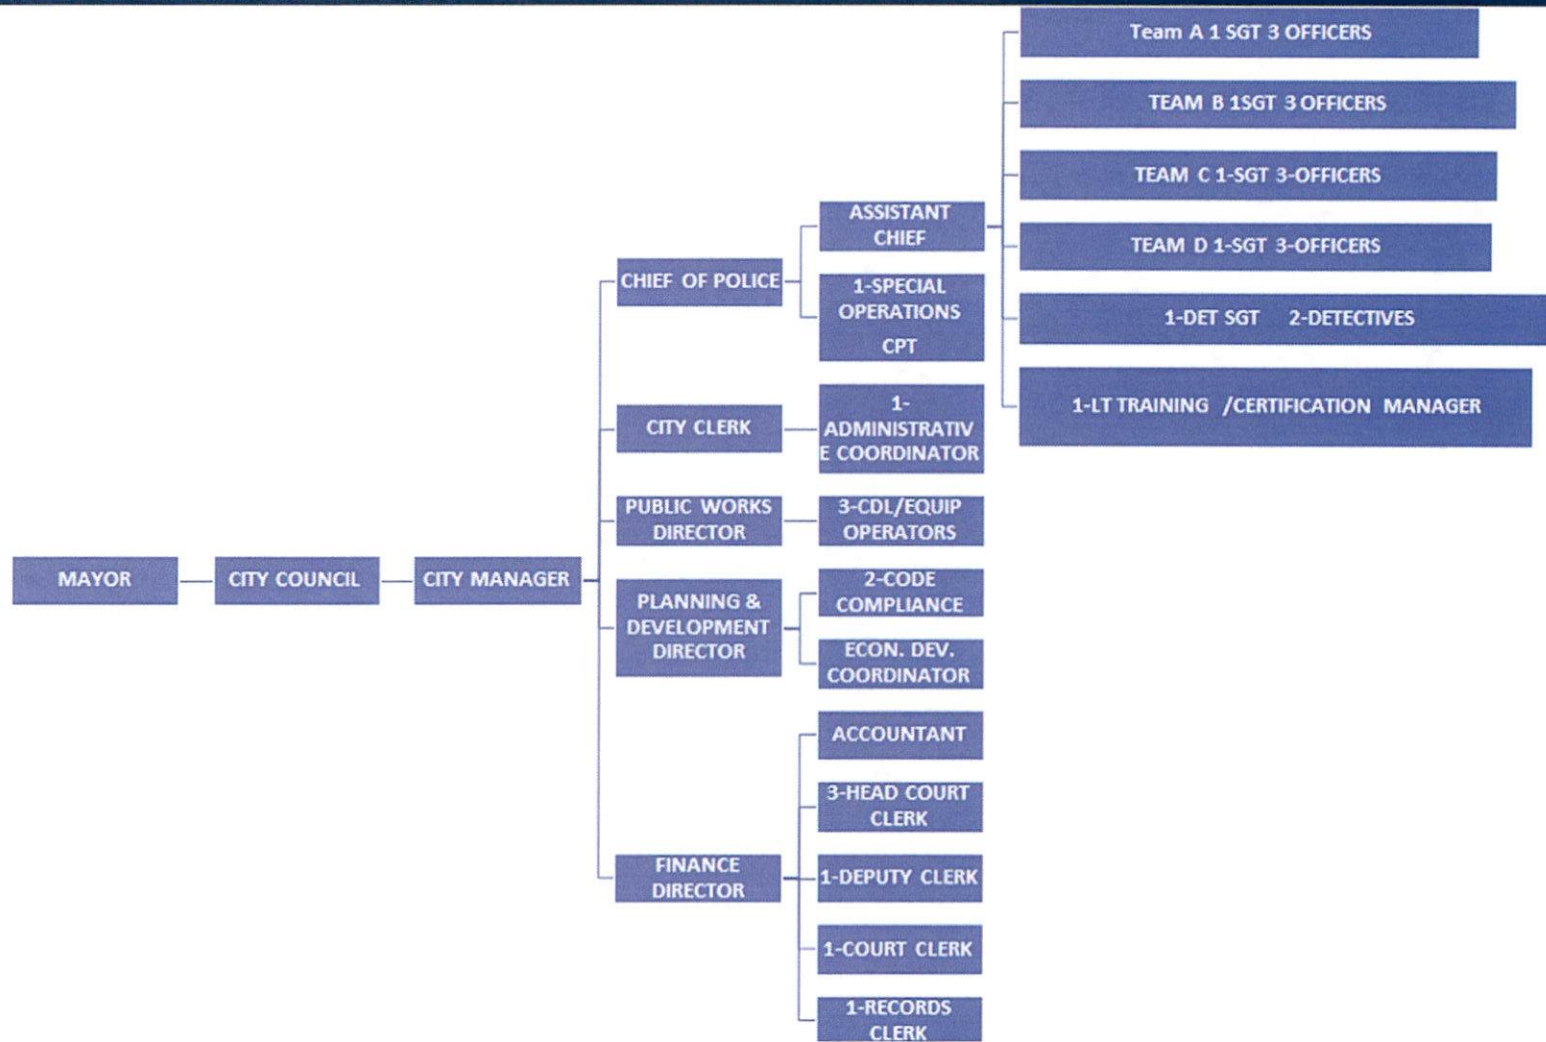 MAYOR
CITY COUNCIL
CITY MANAGER
CHIEF OF POLICE
ASSISTANT
CHIEF
1-SPECIAL
OPERATIONS
CPT
Team A 1 SGT 3 OFFICERS
TEAM B 1SGT 3 OFFICERS
TEAM C 1-SGT 3-OFFICERS
TEAM D 1-SGT 3-OFFICERS
1-DET SGT 2-DETECTIVES
1-LT TRAINING /CERTIFICATION MANAGER
CITY CLERK
1-
ADMINISTRATIV
E COORDINATOR
PUBLIC WORKS
DIRECTOR
3-CDL/EQUIP
OPERATORS
PLANNING &
DEVELOPMENT
DIRECTOR
2-CODE
COMPLIANCE
ECON. DEV.
COORDINATOR
FINANCE
DIRECTOR
ACCOUNTANT
3-HEAD COURT
CLERK
1-DEPUTY CLERK
1-COURT CLERK
1-RECORDS
CLERK